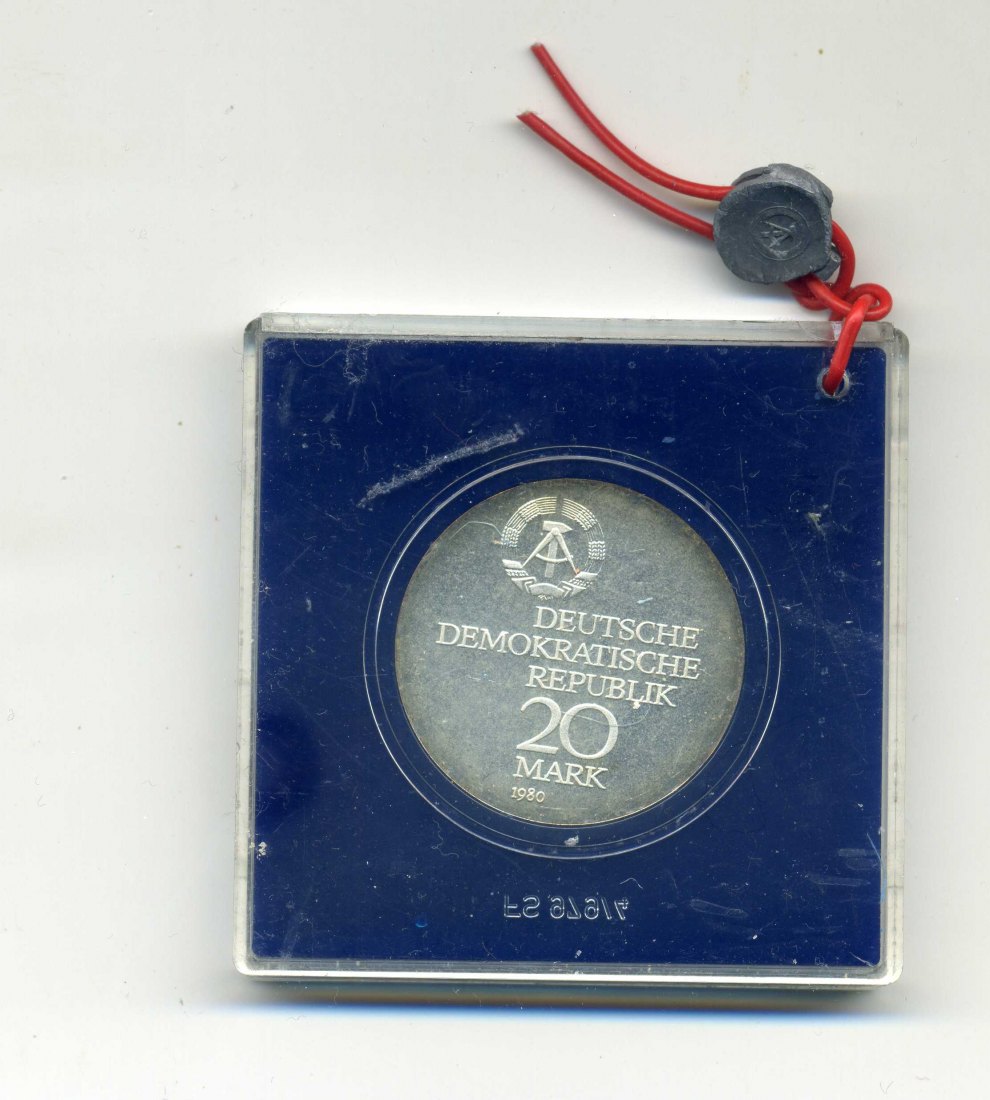 DEUTSCHE
DEMOKRATISCHE
REPUBLIK
20
MARK
1980
FS 979/4